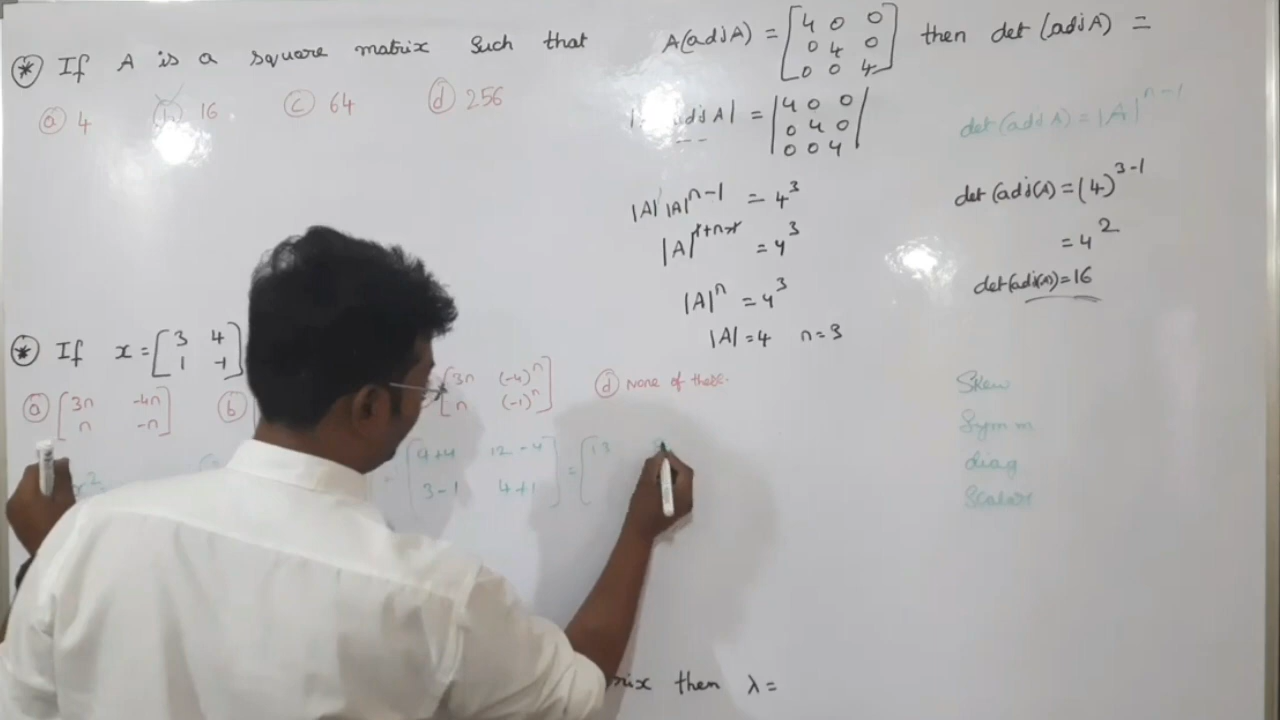 * If A is a square matrix such that A(adjA) = [4 0 0 0 4 0 0 0 4] then det (adjA) =
(a) 4 (b) 16 (c) 64 (d) 256
adj A| = |4 0 0 0 4 0 0 0 4|
det (adj A) = |A|^{n-1}
|A| |A|^{n-1} = 4^3
det (adj(A) = (4)^{3-1}
|A|^{1+n-1} = 4^3
= 4^2
|A|^n = 4^3
det(adj(A)) = 16
|A| = 4 n = 3
* If x = [3 4 1 -1]
(a) [3n -4n n -n] (b) [3n (-4)^n n (-1)^n] (d) None of these.
x^2 = [ 12-4 3-1 4+1] = [13
Skew
Symm
diag
Scalar
then λ =